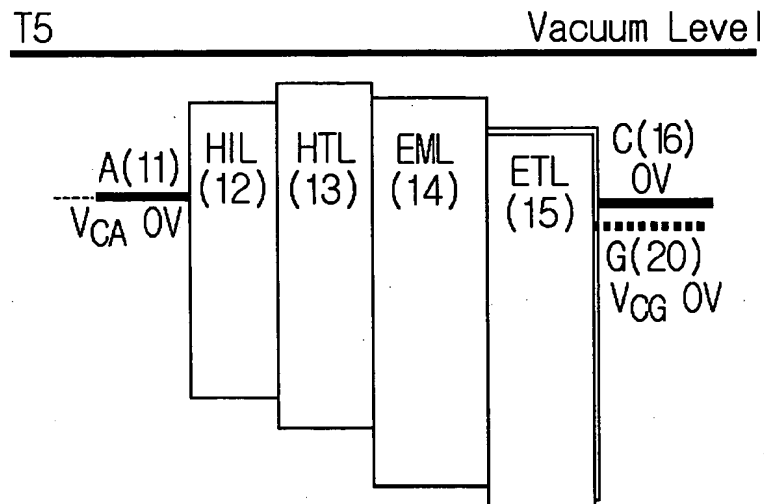 T5
Vacuum Level
A(11)
VCA 0V
HIL
(12)
HTL
(13)
EML
(14)
ETL
(15)
C(16)
0V
G(20)
VCG 0V